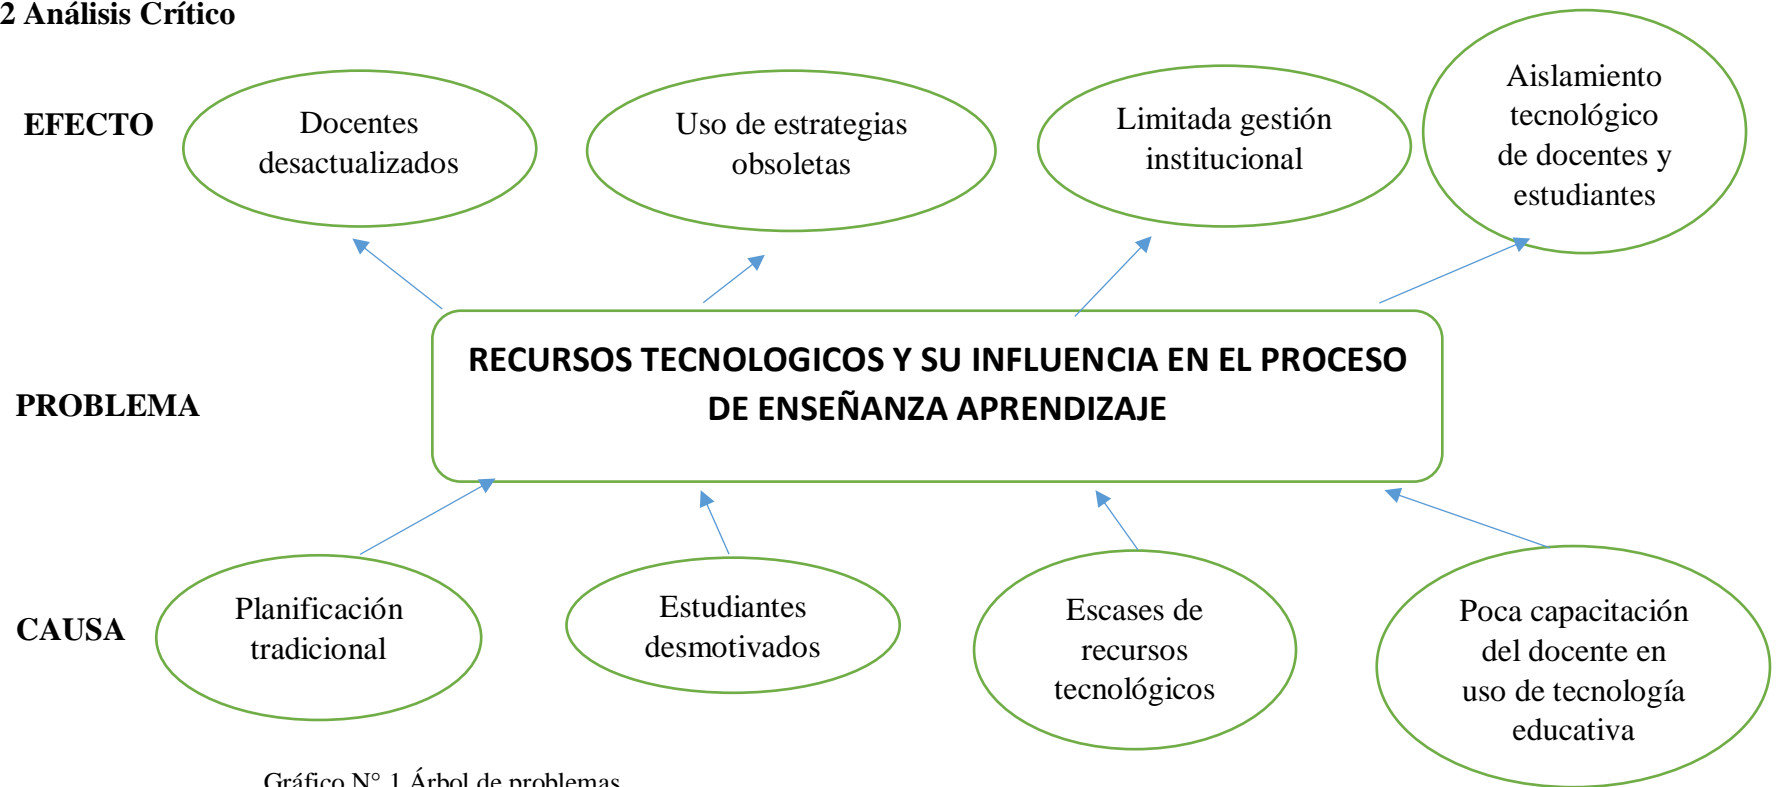 2 Análisis Crítico
EFECTO
Docentes
desactualizados
Uso de estrategias
obsoletas
Limitada gestión
institucional
Aislamiento
tecnológico
de docentes y
estudiantes
PROBLEMA
RECURSOS TECNOLOGICOS Y SU INFLUENCIA EN EL PROCESO
DE ENSEÑANZA APRENDIZAJE
CAUSA
Planificación
tradicional
Estudiantes
desmotivados
Escases de
recursos
tecnológicos
Poca capacitación
del docente en
uso de tecnología
educativa
Gráfico N° 1 Árbol de problemas